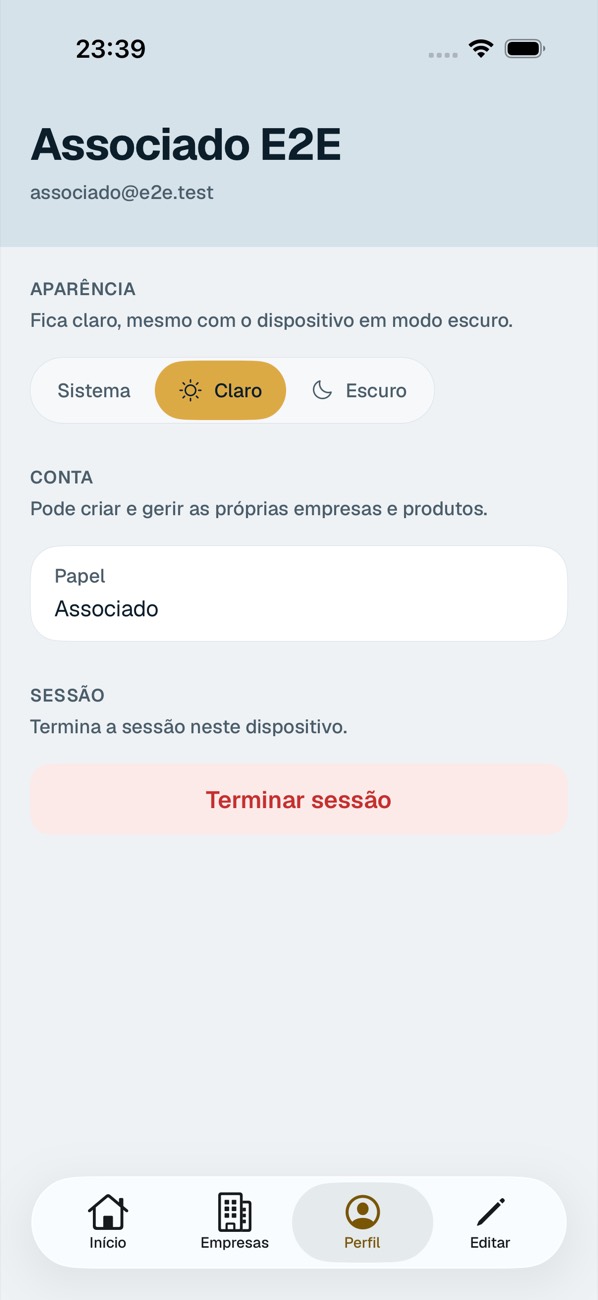 23:39
Associado E2E
associado@e2e.test
APARÊNCIA
Fica claro, mesmo com o dispositivo em modo escuro.
Sistema
Claro
Escuro
CONTA
Pode criar e gerir as próprias empresas e produtos.
Papel
Associado
SESSÃO
Termina a sessão neste dispositivo.
Terminar sessão
Início
Empresas
Perfil
Editar